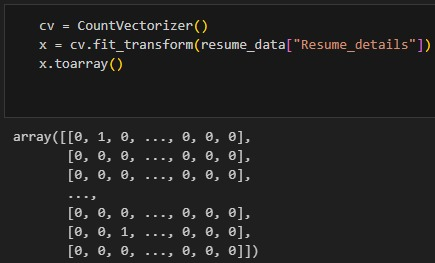 cv = CountVectorizer()
x = cv.fit_transform(resume_data["Resume_details"])
x.toarray()
array([[0, 1, 0, ..., 0, 0, 0],
       [0, 0, 0, ..., 0, 0, 0],
       [0, 0, 0, ..., 0, 0, 0],
       ...,
       [0, 0, 0, ..., 0, 0, 0],
       [0, 0, 1, ..., 0, 0, 0],
       [0, 0, 0, ..., 0, 0, 0]])